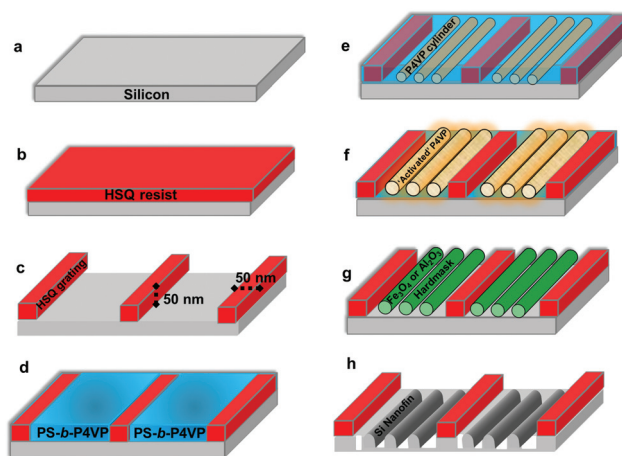 a
Silicon
b
HSQ resist
c
HSQ grating
50 nm
50 nm
d
PS-b-P4VP PS-b-P4VP
e
P4VP cylinder
f
'Activated' P4VP
g
Fe₃O₄ or Al₂O₃
Hardmask
h
Si Nanofin